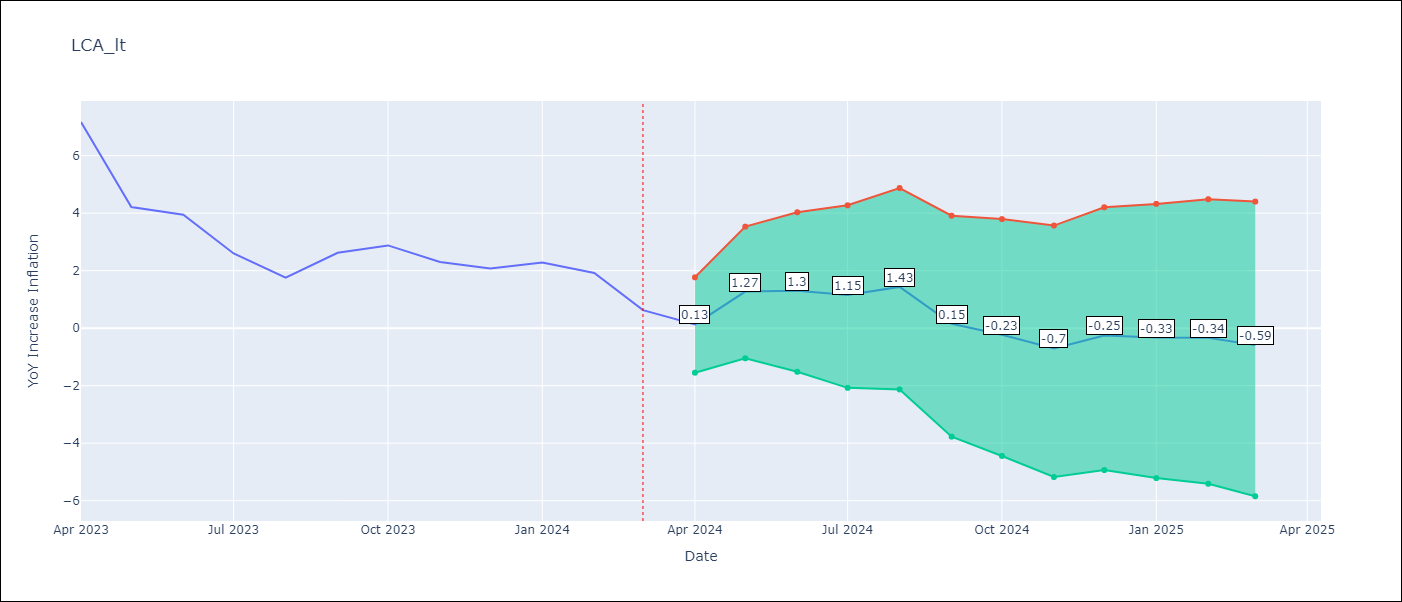 LCA_lt
YoY Increase Inflation
6
4
2
0
−2
−4
−6
0.13
1.27
1.3
1.15
1.43
0.15
-0.23
-0.7
-0.25
-0.33
-0.34
-0.59
Apr 2023
Jul 2023
Oct 2023
Jan 2024
Apr 2024
Jul 2024
Oct 2024
Jan 2025
Apr 2025
Date